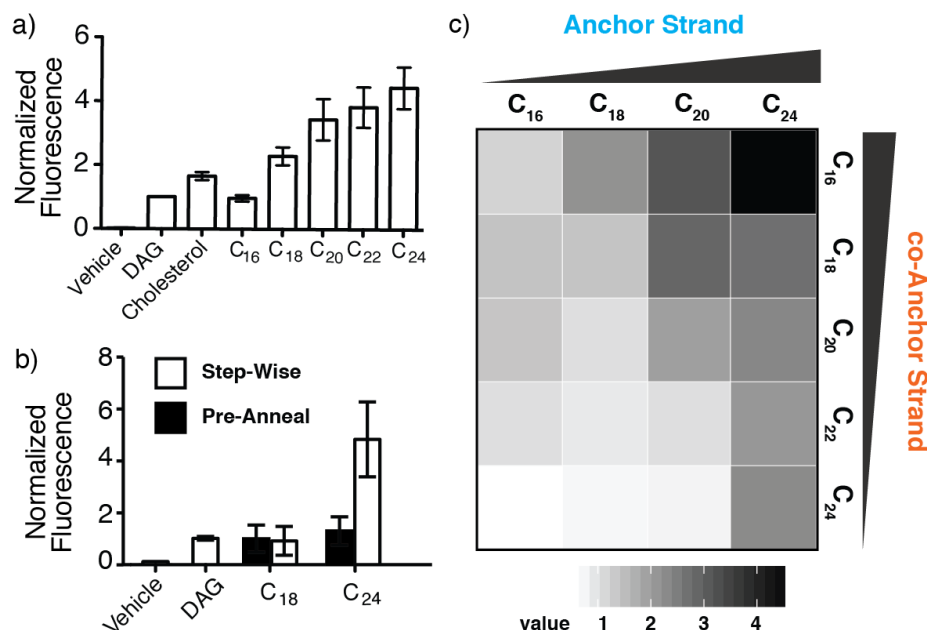 a)
Normalized
Fluorescence
6
4
2
0
Vehicle
DAG
Cholesterol
C16
C18
C20
C22
C24
b)
Normalized
Fluorescence
8
6
4
2
0
Step-Wise
Pre-Anneal
Vehicle
DAG
C18
C24
c)
Anchor Strand
C16 C18 C20 C24
C16
C18
C20
C22
C24
co-Anchor Strand
value 1 2 3 4